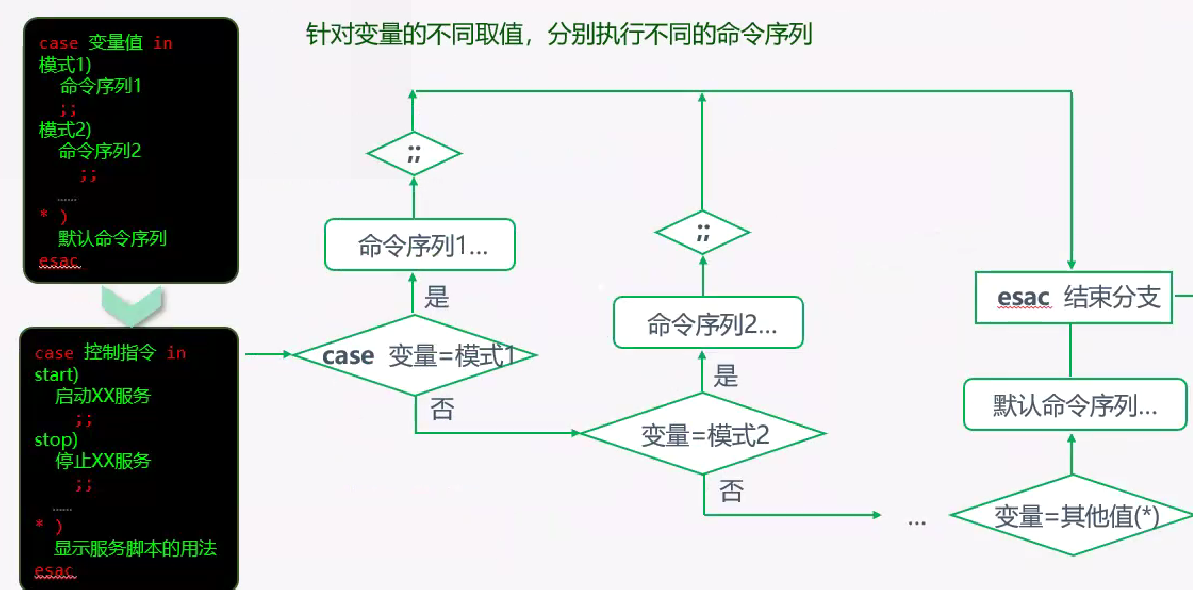 针对变量的不同取值，分别执行不同的命令序列
case 变量值 in
模式1)
命令序列1
;;
模式2)
命令序列2
;;
......
* )
默认命令序列
esac
case 控制指令 in
start)
启动XX服务
;;
stop)
停止XX服务
;;
......
* )
显示服务脚本的用法
esac
;;
命令序列1...
是
case 变量=模式1
否
;;
命令序列2...
是
变量=模式2
否
...
esac 结束分支
默认命令序列...
变量=其他值(*)